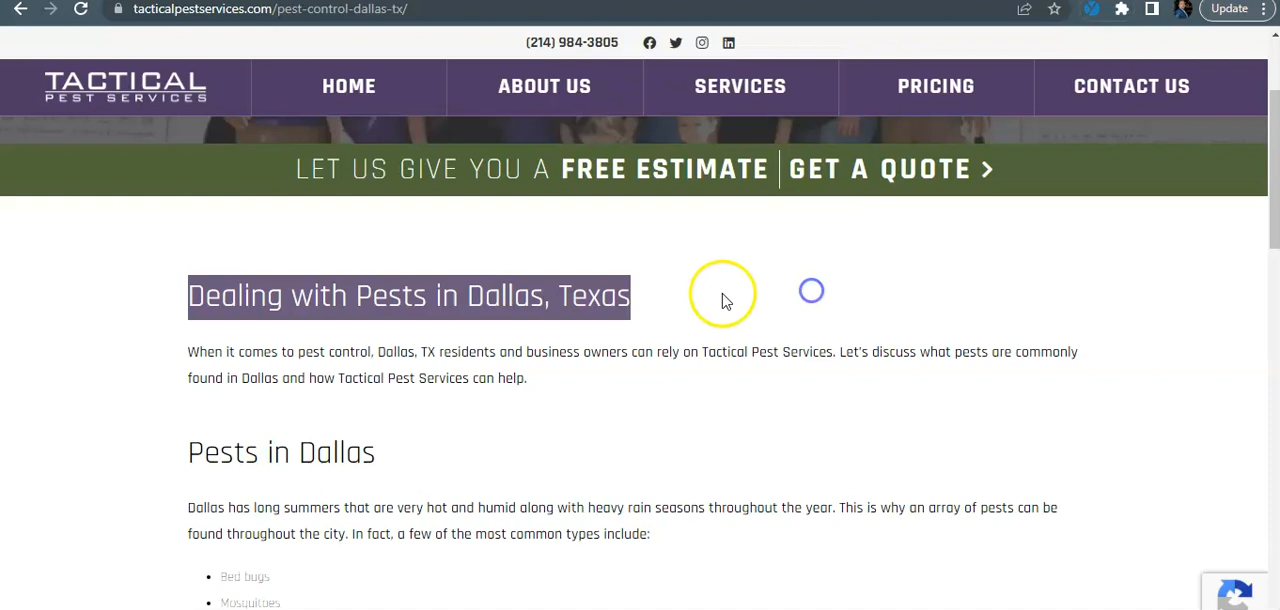 tacticalpestservices.com/pest-control-dallas-tx/
Update
(214) 984-3805
TACTICAL
PEST SERVICES
HOME
ABOUT US
SERVICES
PRICING
CONTACT US
LET US GIVE YOU A FREE ESTIMATE
GET A QUOTE >
Dealing with Pests in Dallas, Texas
When it comes to pest control, Dallas, TX residents and business owners can rely on Tactical Pest Services. Let's discuss what pests are commonly
found in Dallas and how Tactical Pest Services can help.
Pests in Dallas
Dallas has long summers that are very hot and humid along with heavy rain seasons throughout the year. This is why an array of pests can be
found throughout the city. In fact, a few of the most common types include:
• Bed bugs
• Mosquitoes